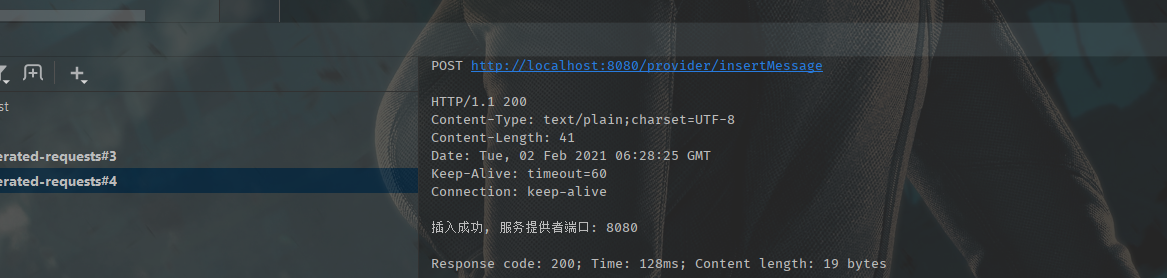 POST http://localhost:8080/provider/insertMessage
HTTP/1.1 200
Content-Type: text/plain;charset=UTF-8
Content-Length: 41
Date: Tue, 02 Feb 2021 06:28:25 GMT
Keep-Alive: timeout=60
Connection: keep-alive
插入成功, 服务提供者端口: 8080
Response code: 200; Time: 128ms; Content length: 19 bytes
st
erated-requests#3
erated-requests#4